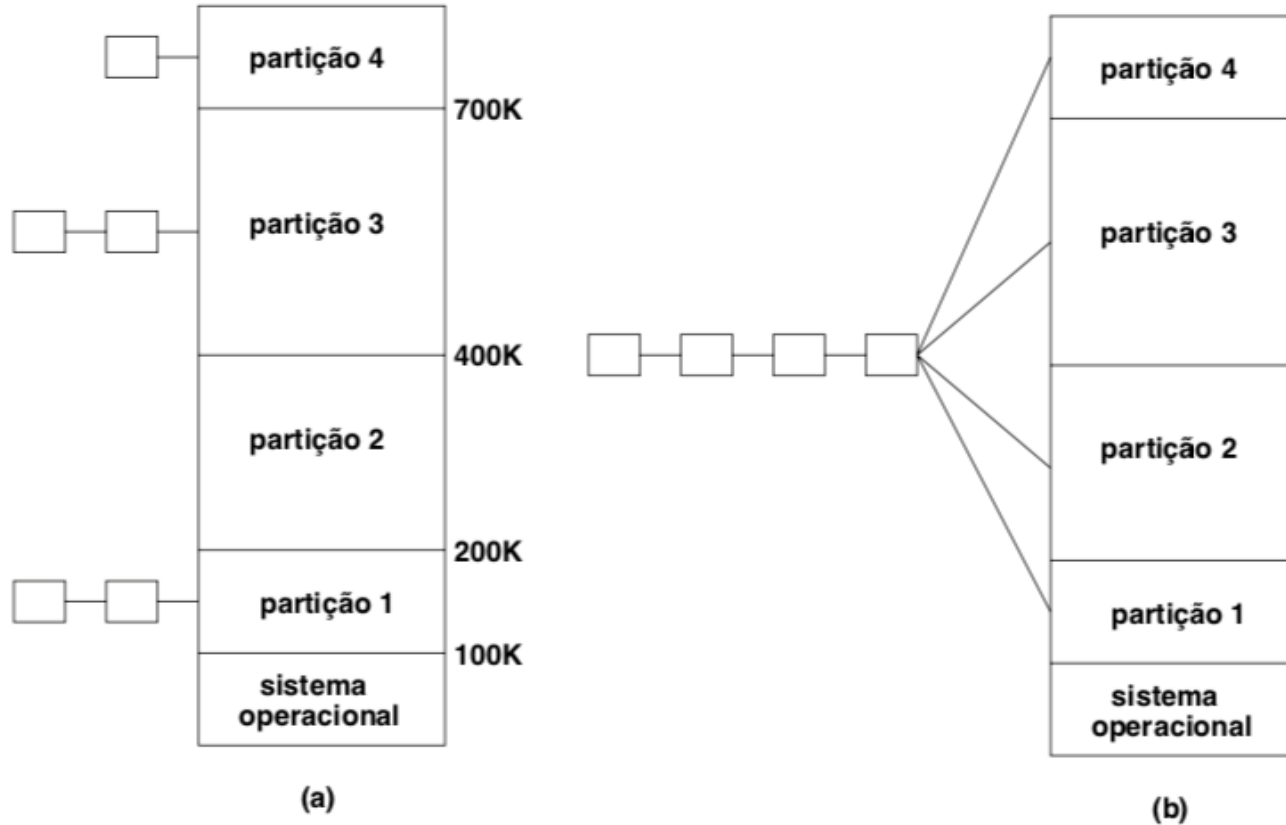 partição 4
700K
partição 3
400K
partição 2
200K
partição 1
100K
sistema
operacional
(a)
partição 4
partição 3
partição 2
partição 1
sistema
operacional
(b)